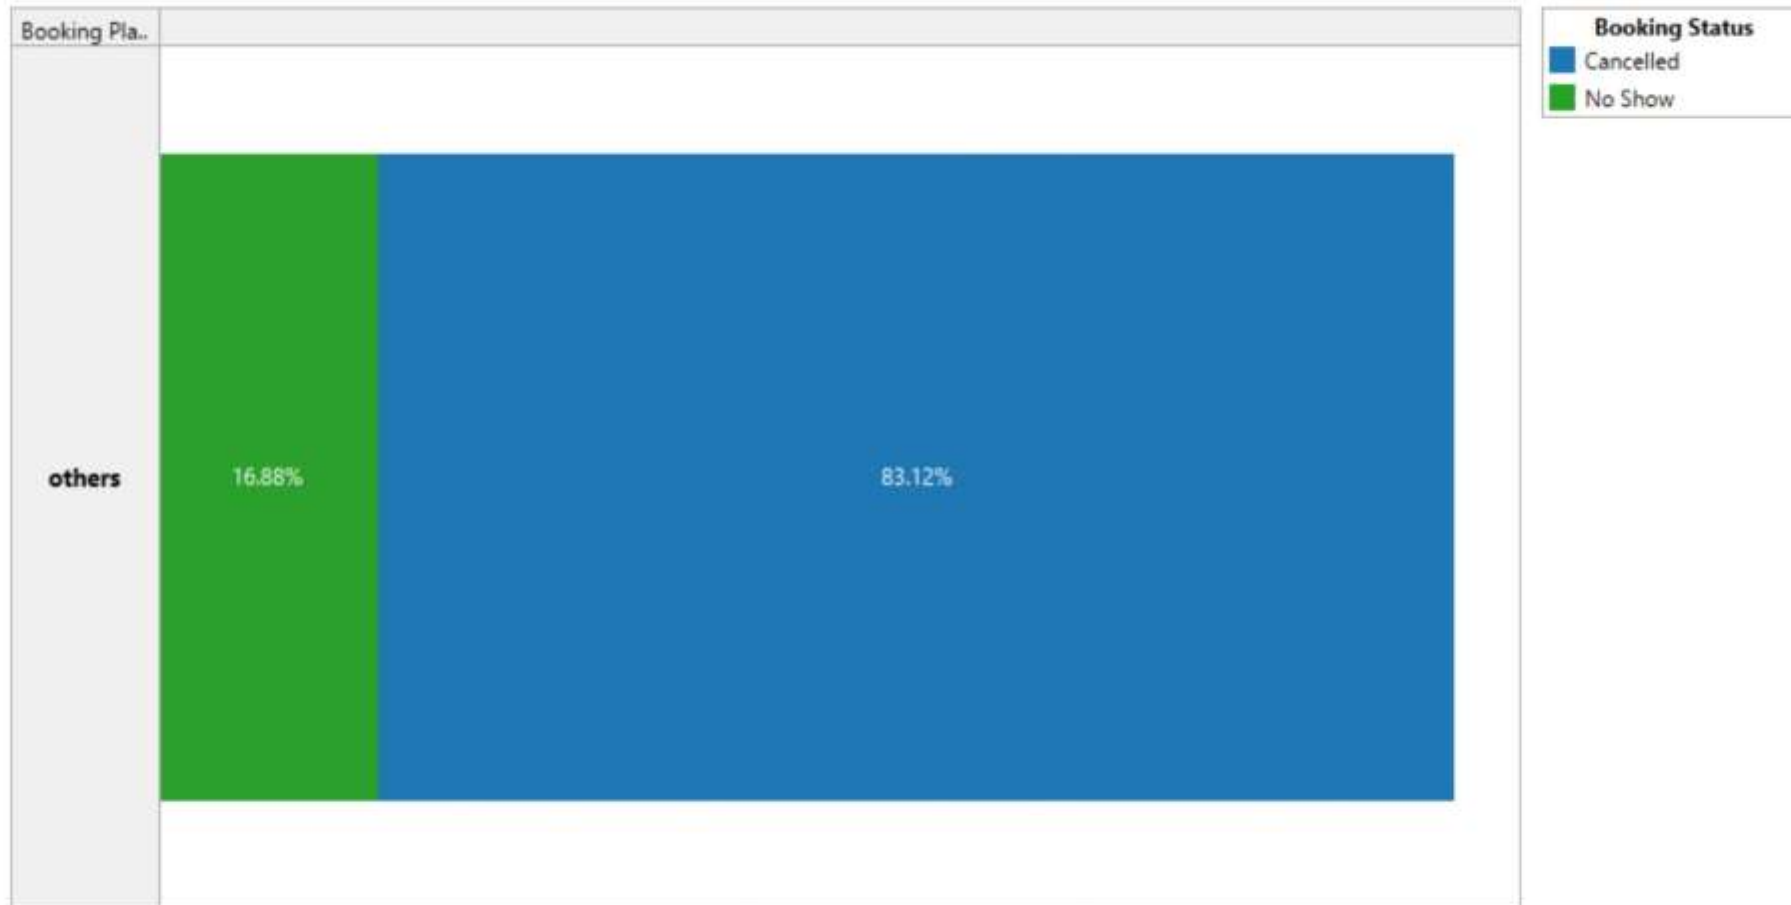 Booking Pla..
Booking Status
Cancelled
No Show
others
16.88%
83.12%